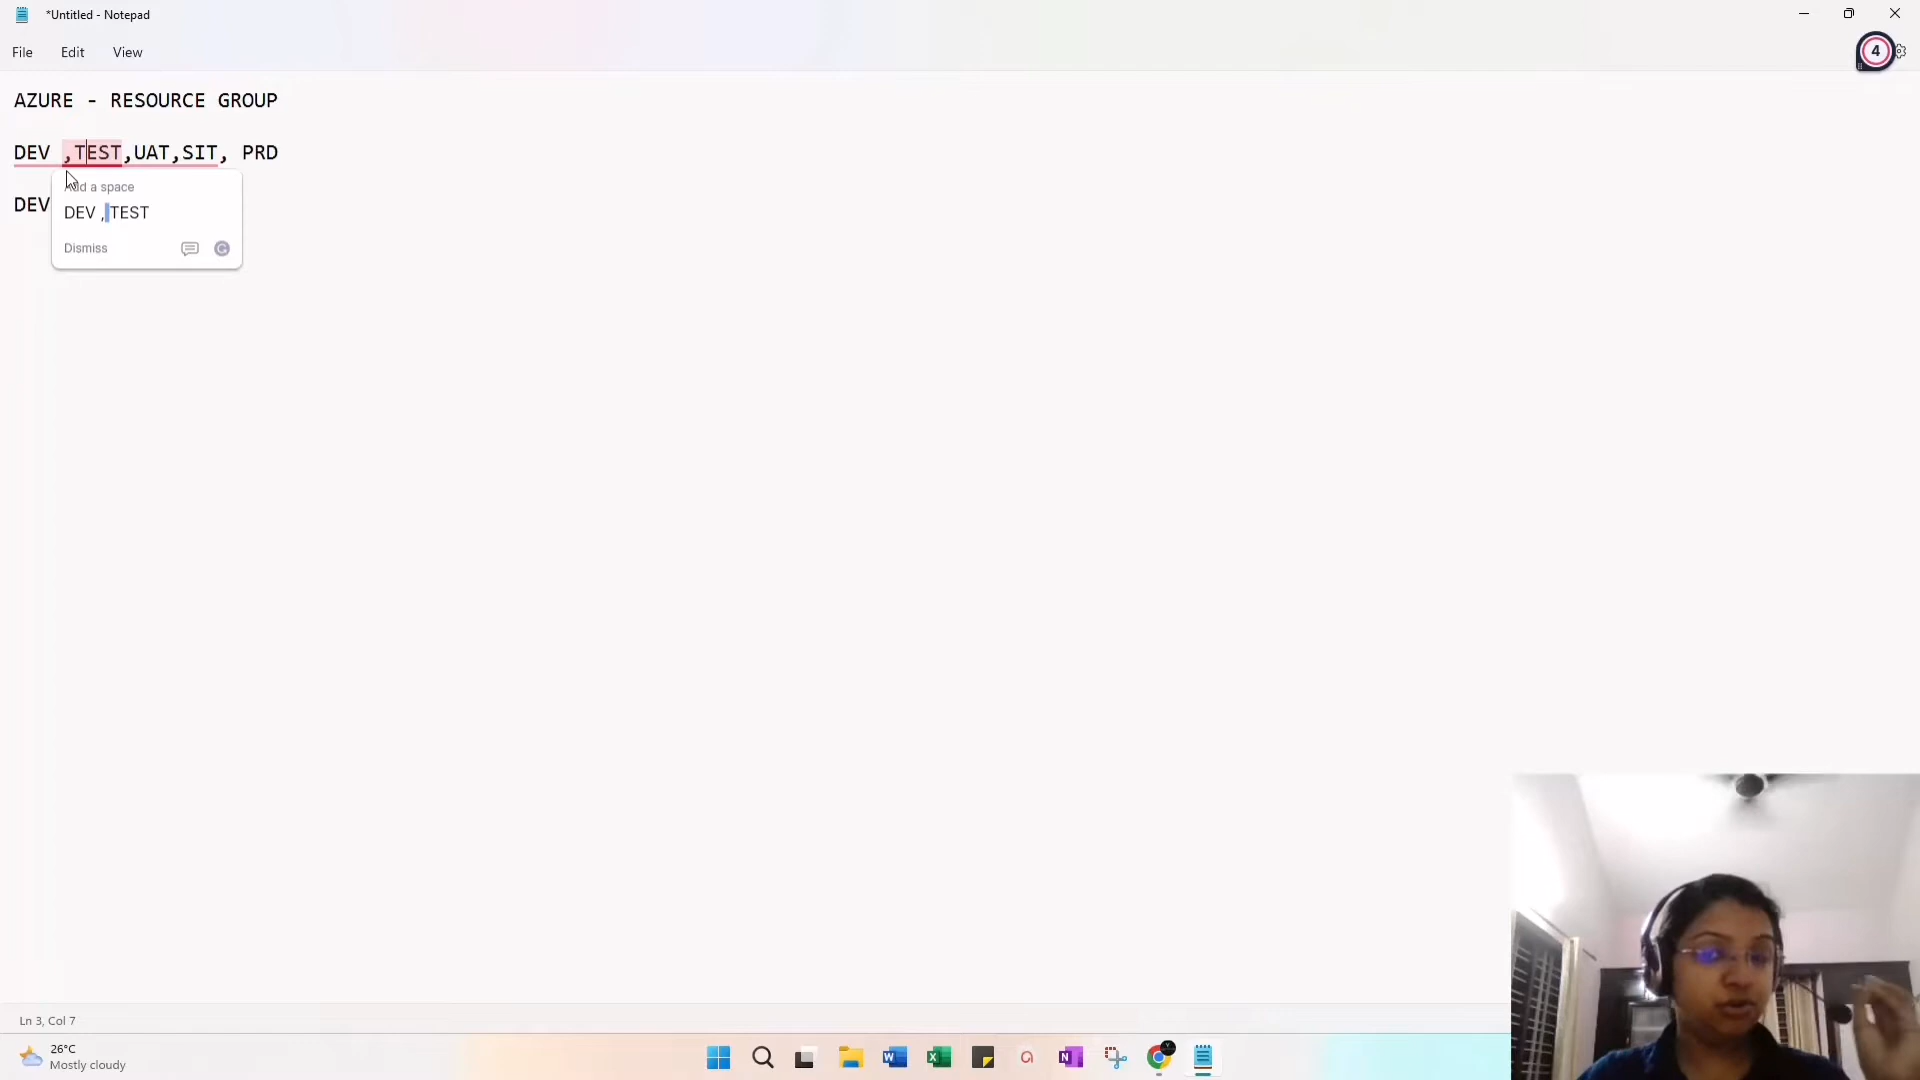 *Untitled - Notepad
File Edit View
4
AZURE - RESOURCE GROUP
DEV ,TEST,UAT,SIT, PRD
Add a space
DEV
DEV , TEST
Dismiss
Ln 3, Col 7
26°C
Mostly cloudy